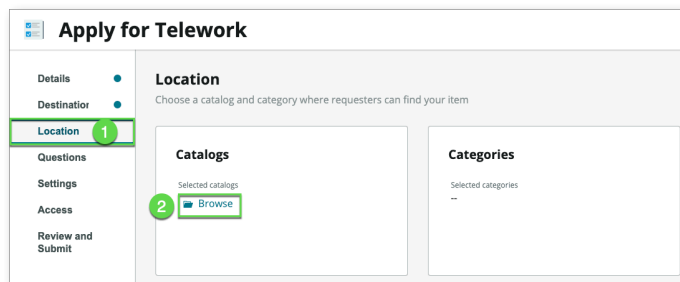 Apply for Telework
Details
Destination
Location 1
Questions
Settings
Access
Review and
Submit
Location
Choose a catalog and category where requesters can find your item
Catalogs
Selected catalogs
2 Browse
Categories
Selected categories
--